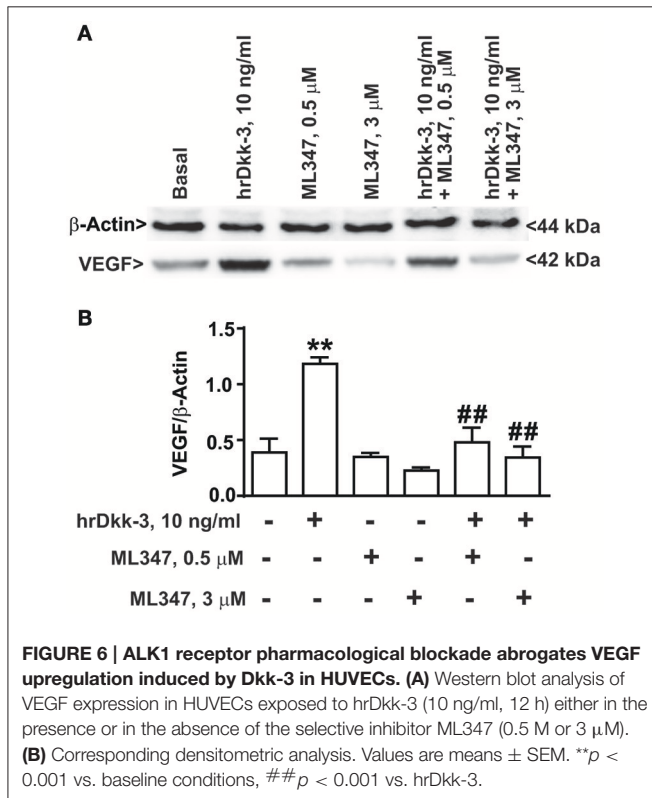 A
Basal
hrDkk-3, 10 ng/ml
ML347, 0.5 μM
ML347, 3 μM
hrDkk-3, 10 ng/ml
+ ML347, 0.5 μM
hrDkk-3, 10 ng/ml
+ ML347, 3 μM
β-Actin> <44 kDa
VEGF> <42 kDa
B
VEGF/β-Actin
1.5
1.0
0.5
0.0
**
##
##
hrDkk-3, 10 ng/ml - + - - + +
ML347, 0.5 μM - - + - + -
ML347, 3 μM - - - + - +
FIGURE 6 | ALK1 receptor pharmacological blockade abrogates VEGF
upregulation induced by Dkk-3 in HUVECs. (A) Western blot analysis of
VEGF expression in HUVECs exposed to hrDkk-3 (10 ng/ml, 12 h) either in the
presence or in the absence of the selective inhibitor ML347 (0.5 M or 3 μM).
(B) Corresponding densitometric analysis. Values are means ± SEM. **p <
0.001 vs. baseline conditions, ##p < 0.001 vs. hrDkk-3.